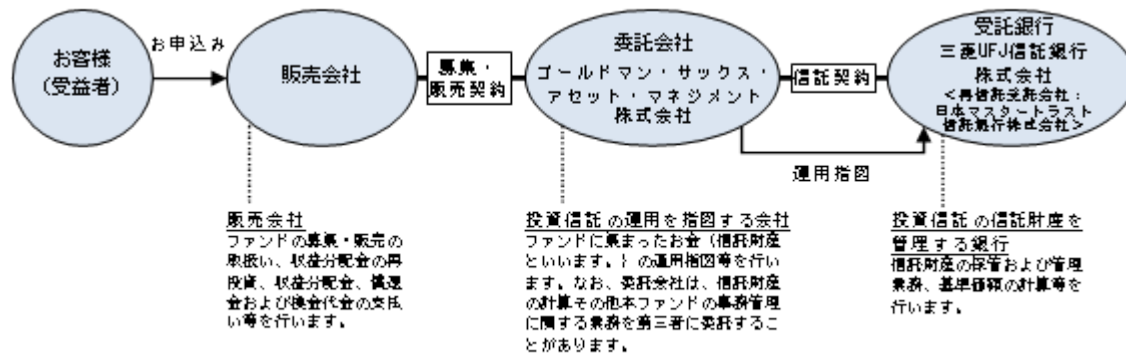 お客様
(受益者)
お申込み
販売会社
募集・
販売契約
委託会社
ゴールドマン・サックス・
アセット・マネジメント
株式会社
信託契約
受託銀行
三菱UFJ信託銀行
株式会社
<再信託受託会社:
日本マスタートラスト
信託銀行株式会社>
運用指図
販売会社
ファンドの募集・販売の
取扱い、収益分配金の再
投資、収益分配金、償還
金および換金代金の支払
い等を行います。
投資信託の運用を指図する会社
ファンドに集まったお金(信託財産
といいます。)の運用指図等を行い
ます。なお、委託会社は、信託財産
の計算その他本ファンドの事務管理
に関する業務を第三者に委託するこ
とがあります。
投資信託の信託財産を
管理する銀行
信託財産の保管および管理
業務、基準価額の計算等を
行います。